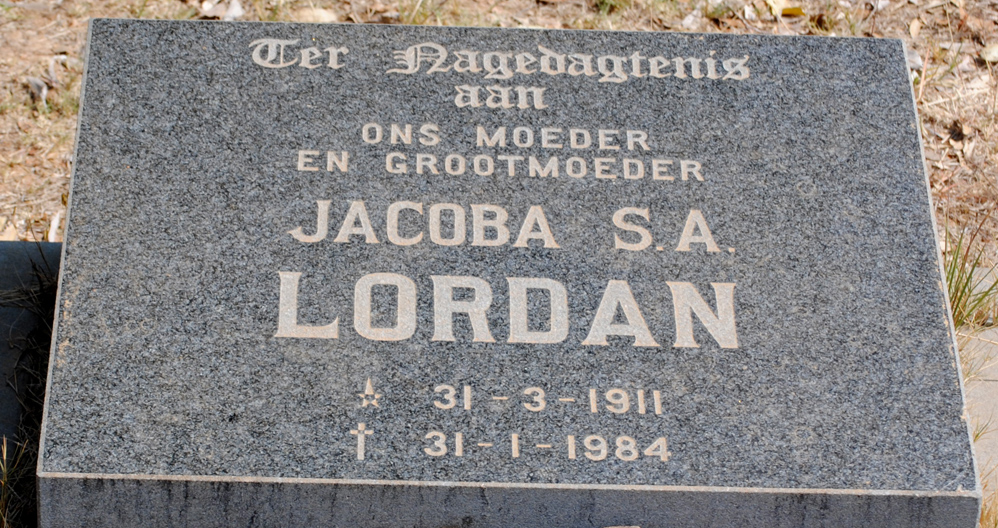 Ter Nagedagtenis
aan
ONS MOEDER
EN GROOTMOEDER
JACOBA S.A.
LORDAN
31-3-1911
31-1-1984